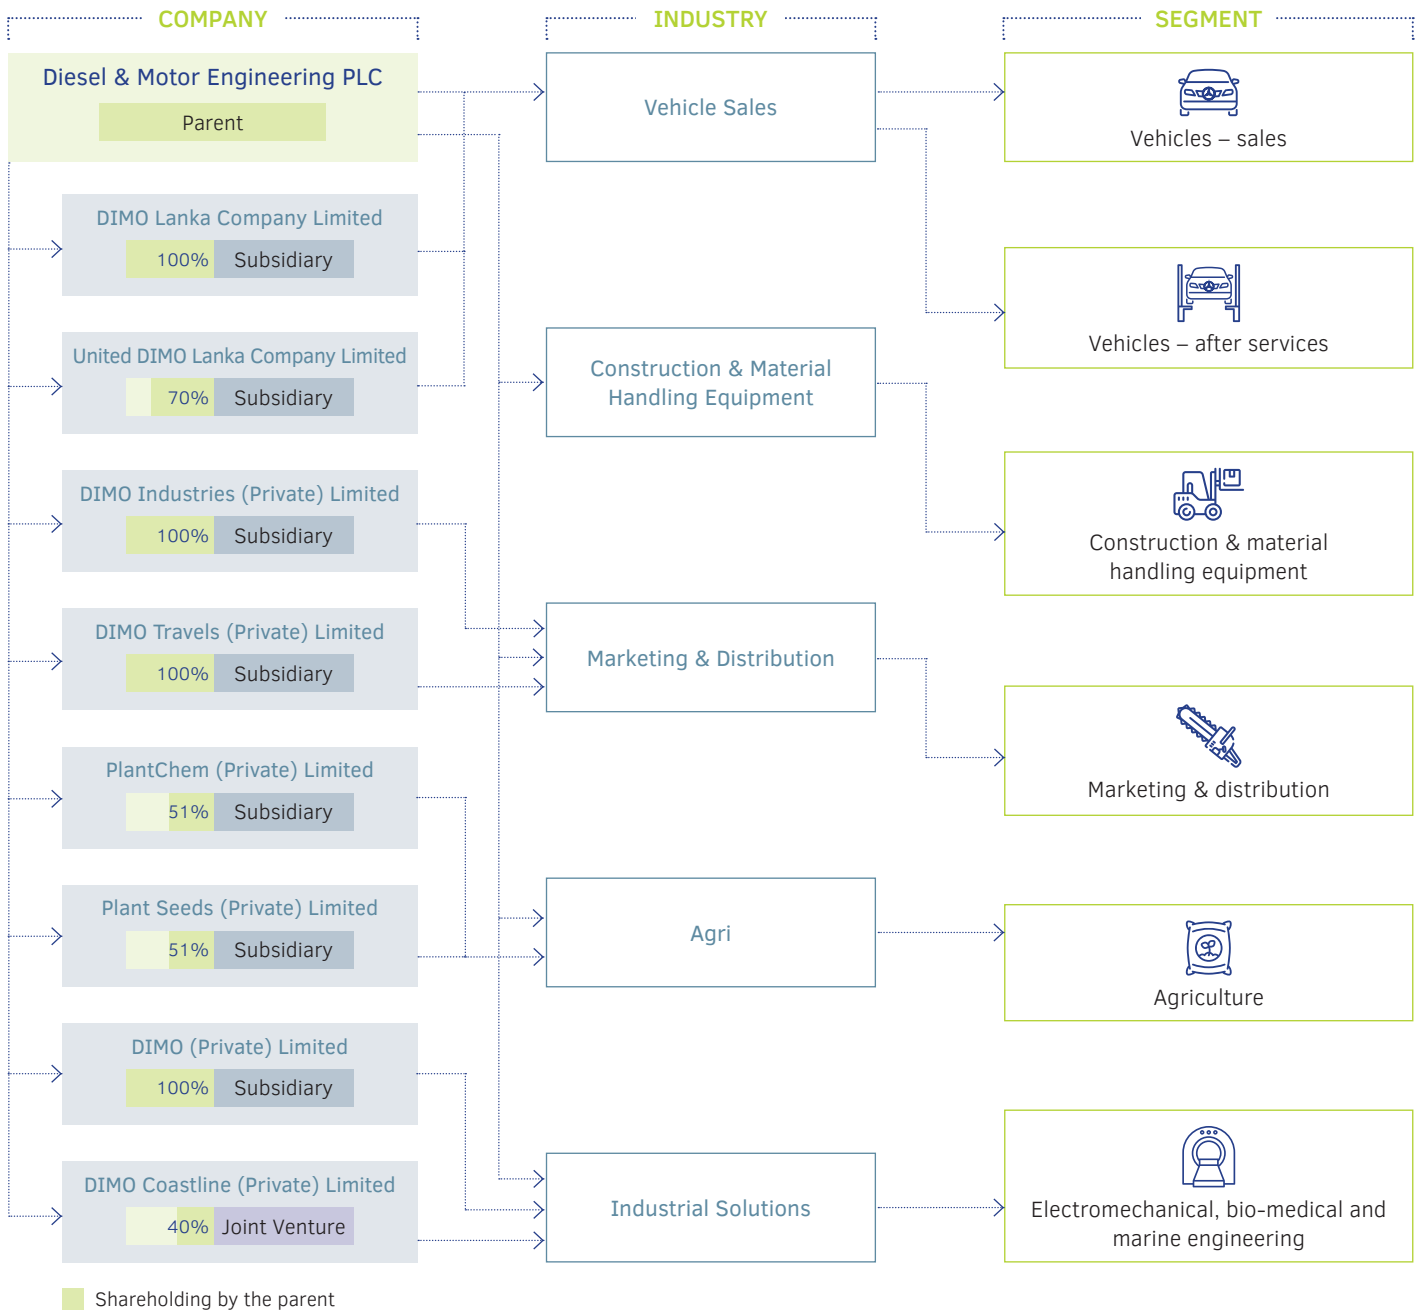 COMPANY
INDUSTRY
SEGMENT
Diesel & Motor Engineering PLC
Parent
DIMO Lanka Company Limited
100% Subsidiary
United DIMO Lanka Company Limited
70% Subsidiary
DIMO Industries (Private) Limited
100% Subsidiary
DIMO Travels (Private) Limited
100% Subsidiary
PlantChem (Private) Limited
51% Subsidiary
Plant Seeds (Private) Limited
51% Subsidiary
DIMO (Private) Limited
100% Subsidiary
DIMO Coastline (Private) Limited
40% Joint Venture
Shareholding by the parent
Vehicle Sales
Construction & Material
Handling Equipment
Marketing & Distribution
Agri
Industrial Solutions
Vehicles – sales
Vehicles – after services
Construction & material
handling equipment
Marketing & distribution
Agriculture
Electromechanical, bio-medical and
marine engineering